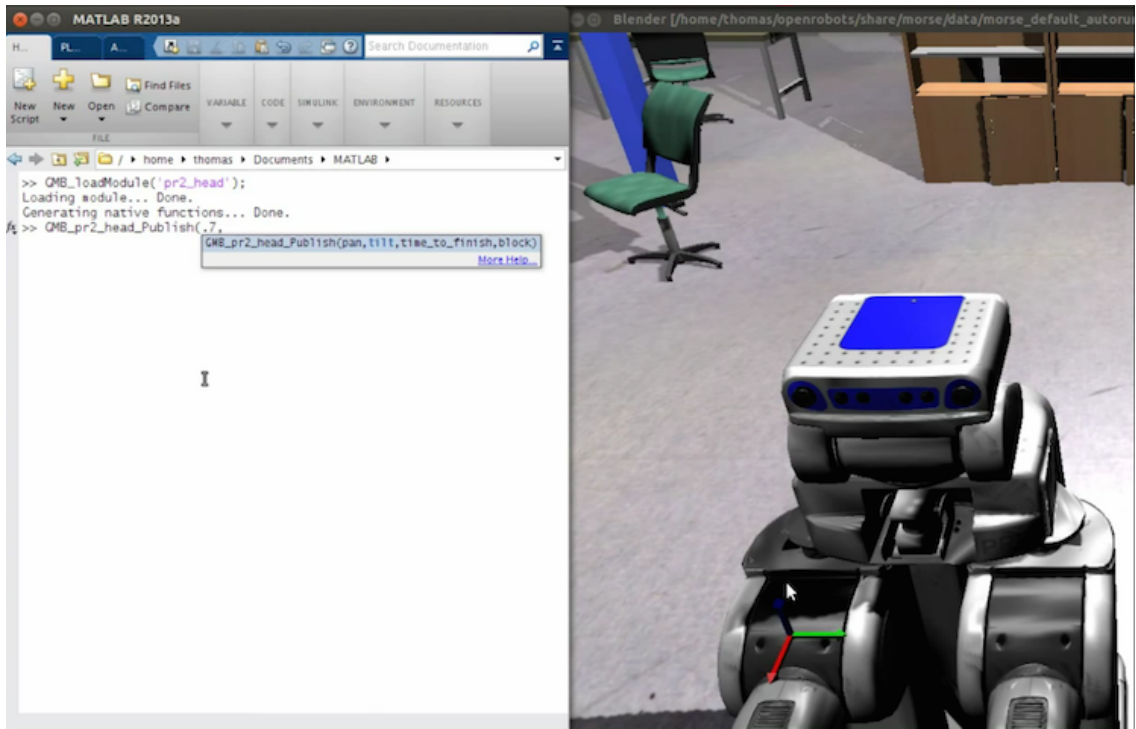 MATLAB R2013a
H... PL... A... Search Documentation
New Script New Open Find Files Compare
FILE
VARIABLE CODE SIMULINK ENVIRONMENT RESOURCES
/ home thomas Documents MATLAB
>> GMB_loadModule('pr2_head');
Loading module... Done.
Generating native functions... Done.
fx >> GMB_pr2_head_Publish(.7,
GMB_pr2_head_Publish(pan,tilt,time_to_finish,block)
More Help...
Blender [/home/thomas/openrobots/share/morse/data/morse_default_autorun